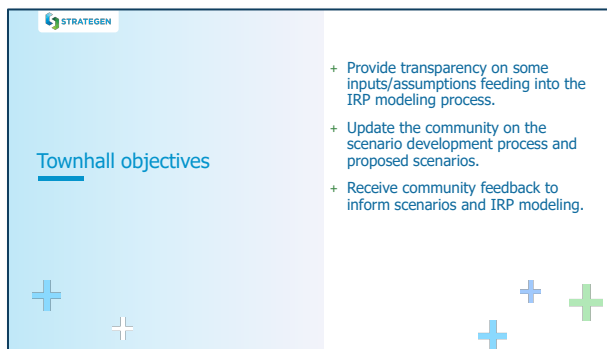 STRATEGEN
Townhall objectives
+ Provide transparency on some
inputs/assumptions feeding into the
IRP modeling process.
+ Update the community on the
scenario development process and
proposed scenarios.
+ Receive community feedback to
inform scenarios and IRP modeling.